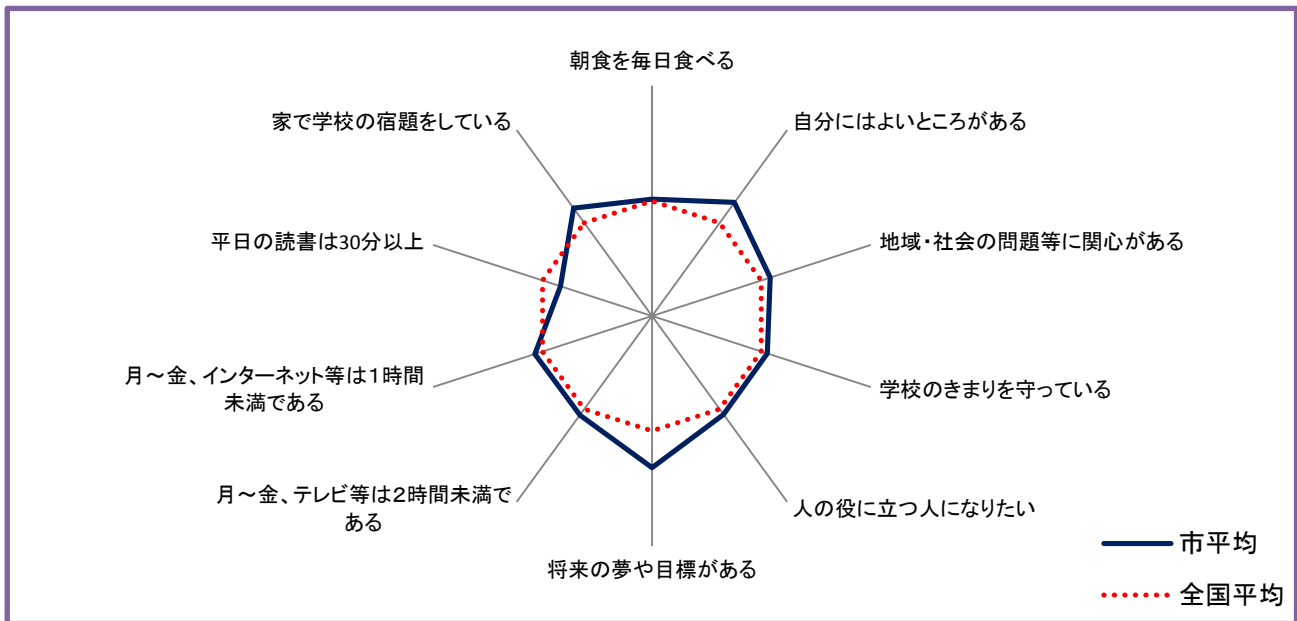 朝食を毎日食べる
自分にはよいところがある
地域・社会の問題等に関心がある
学校のきまりを守っている
人の役に立つ人になりたい
将来の夢や目標がある
月～金、テレビ等は２時間未満で
ある
月～金、インターネット等は１時間
未満である
平日の読書は30分以上
家で学校の宿題をしている
市平均
全国平均